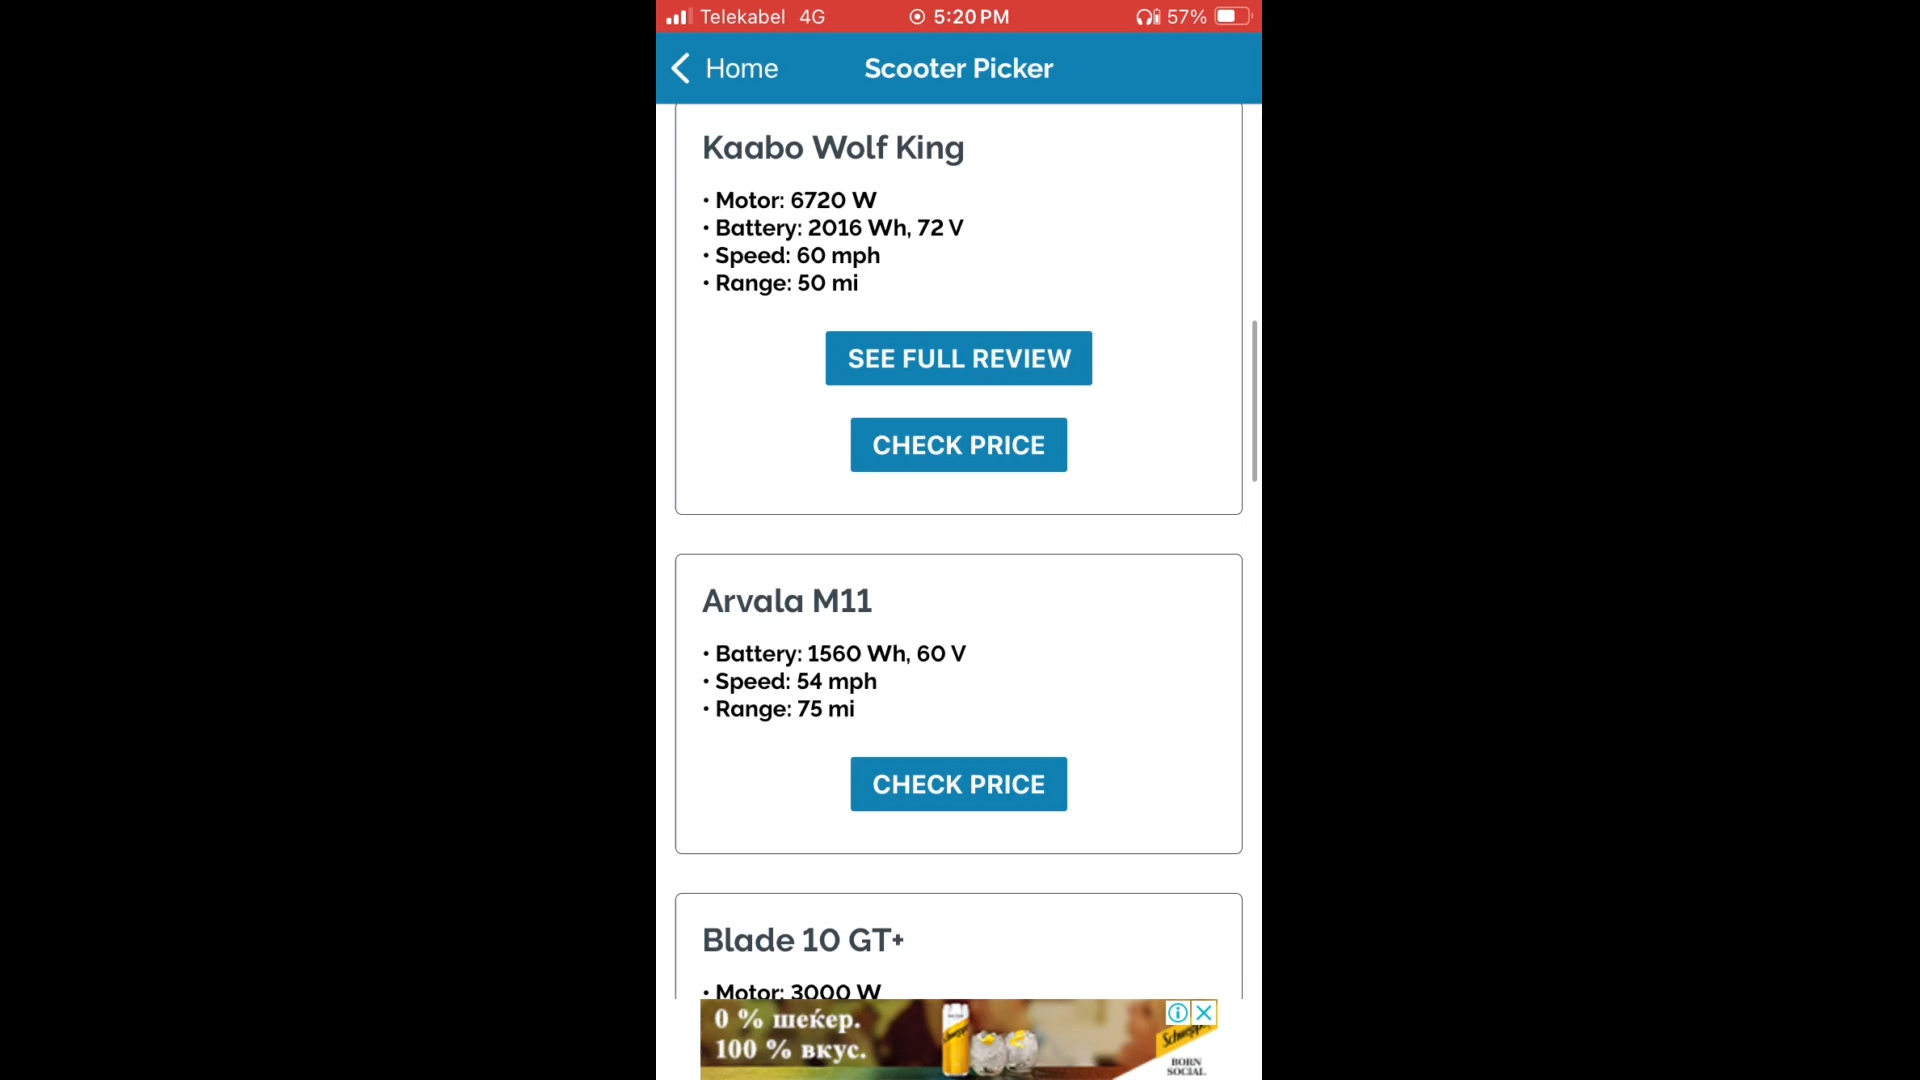 Telekabel 4G 5:20 PM 57%
Home Scooter Picker
Kaabo Wolf King
• Motor: 6720 W
• Battery: 2016 Wh, 72 V
• Speed: 60 mph
• Range: 50 mi
SEE FULL REVIEW
CHECK PRICE
Arvala M11
• Battery: 1560 Wh, 60 V
• Speed: 54 mph
• Range: 75 mi
CHECK PRICE
Blade 10 GT+
• Motor: 3000 W
0 % шеќер.
100 % вкус.
Schweppes
BORN
SOCIAL